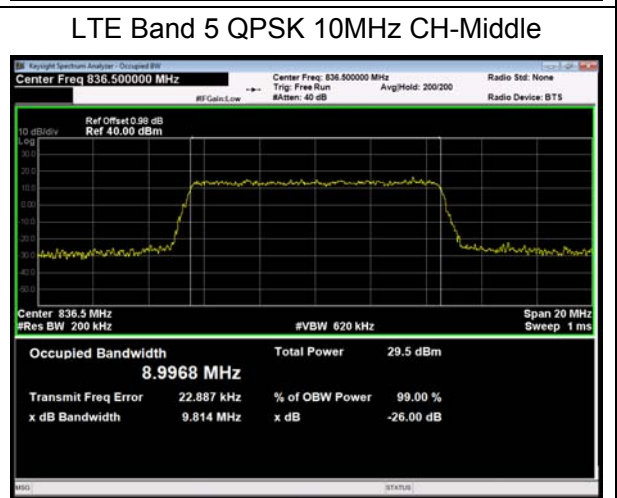 LTE Band 5 QPSK 10MHz CH-Middle
Keysight Spectrum Analyzer - Occupied BW
Center Freq 836.500000 MHz
Center Freq: 836.500000 MHz
Radio Std: None
Trig: Free Run
Avg|Hold: 200/200
#IFGain:Low
#Atten: 40 dB
Radio Device: BTS
Ref Offset 0.98 dB
10 dB/div
Ref 40.00 dBm
Log
30.0
20.0
10.0
0.00
-10.0
-20.0
-30.0
-40.0
-50.0
Center 836.5 MHz
Span 20 MHz
#Res BW 200 kHz
#VBW 620 kHz
Sweep 1 ms
Occupied Bandwidth
Total Power 29.5 dBm
8.9968 MHz
Transmit Freq Error 22.887 kHz
% of OBW Power 99.00 %
x dB Bandwidth 9.814 MHz
x dB -26.00 dB
MSG
STATUS